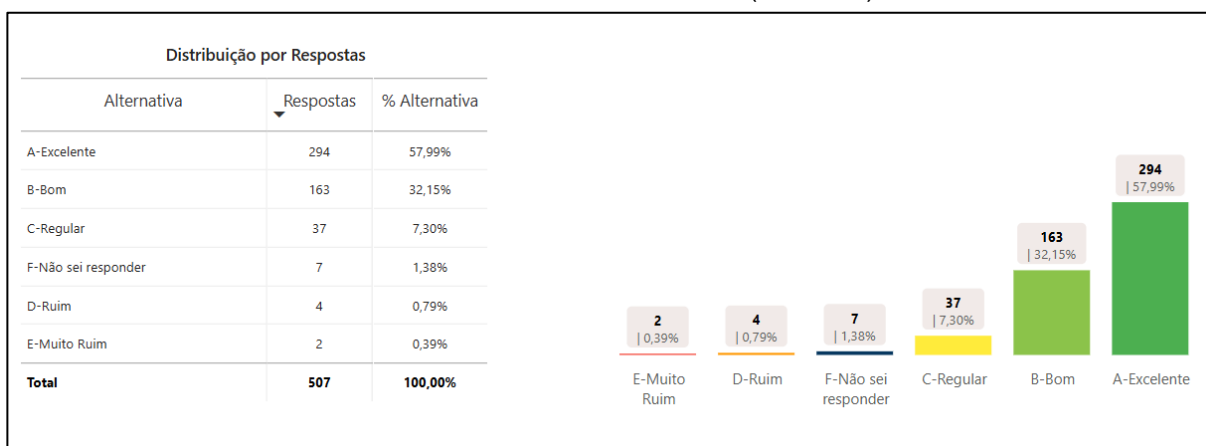 Distribuição por Respostas
Alternativa Respostas % Alternativa
A-Excelente 294 57,99%
B-Bom 163 32,15%
C-Regular 37 7,30%
F-Não sei responder 7 1,38%
D-Ruim 4 0,79%
E-Muito Ruim 2 0,39%
Total 507 100,00%
2
| 0,39%
4
| 0,79%
7
| 1,38%
37
| 7,30%
163
| 32,15%
294
| 57,99%
E-Muito
Ruim
D-Ruim
F-Não sei
responder
C-Regular
B-Bom
A-Excelente